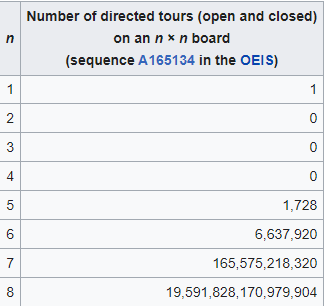 n Number of directed tours (open and closed)
on an n × n board
(sequence A165134 in the OEIS)
1 1
2 0
3 0
4 0
5 1,728
6 6,637,920
7 165,575,218,320
8 19,591,828,170,979,904